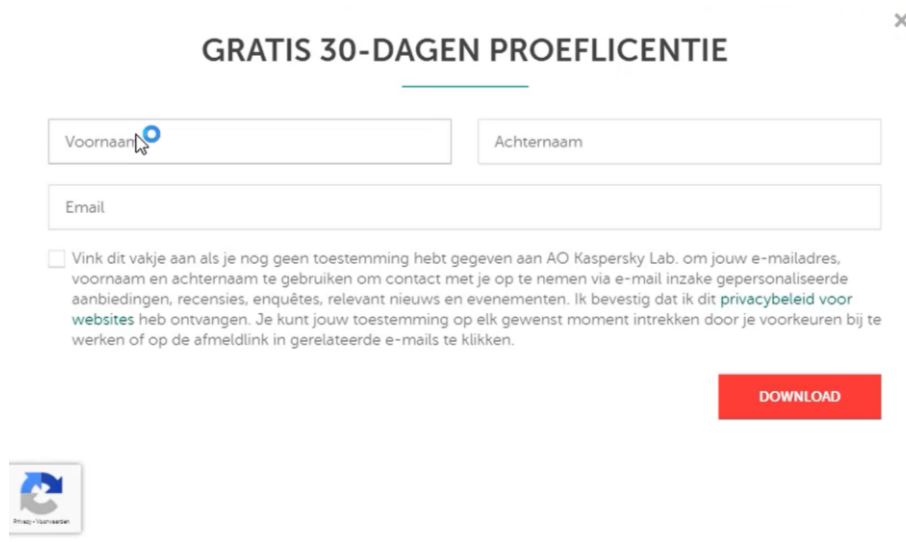 GRATIS 30-DAGEN PROEFLICENTIE
Voornaam
Achternaam
Email
Vink dit vakje aan als je nog geen toestemming hebt gegeven aan AO Kaspersky Lab. om jouw e-mailadres,
voornaam en achternaam te gebruiken om contact met je op te nemen via e-mail inzake gepersonaliseerde
aanbiedingen, recensies, enquêtes, relevant nieuws en evenementen. Ik bevestig dat ik dit privacybeleid voor
websites heb ontvangen. Je kunt jouw toestemming op elk gewenst moment intrekken door je voorkeuren bij te
werken of op de afmeldlink in gerelateerde e-mails te klikken.
DOWNLOAD
Privacy - Voorwaarden